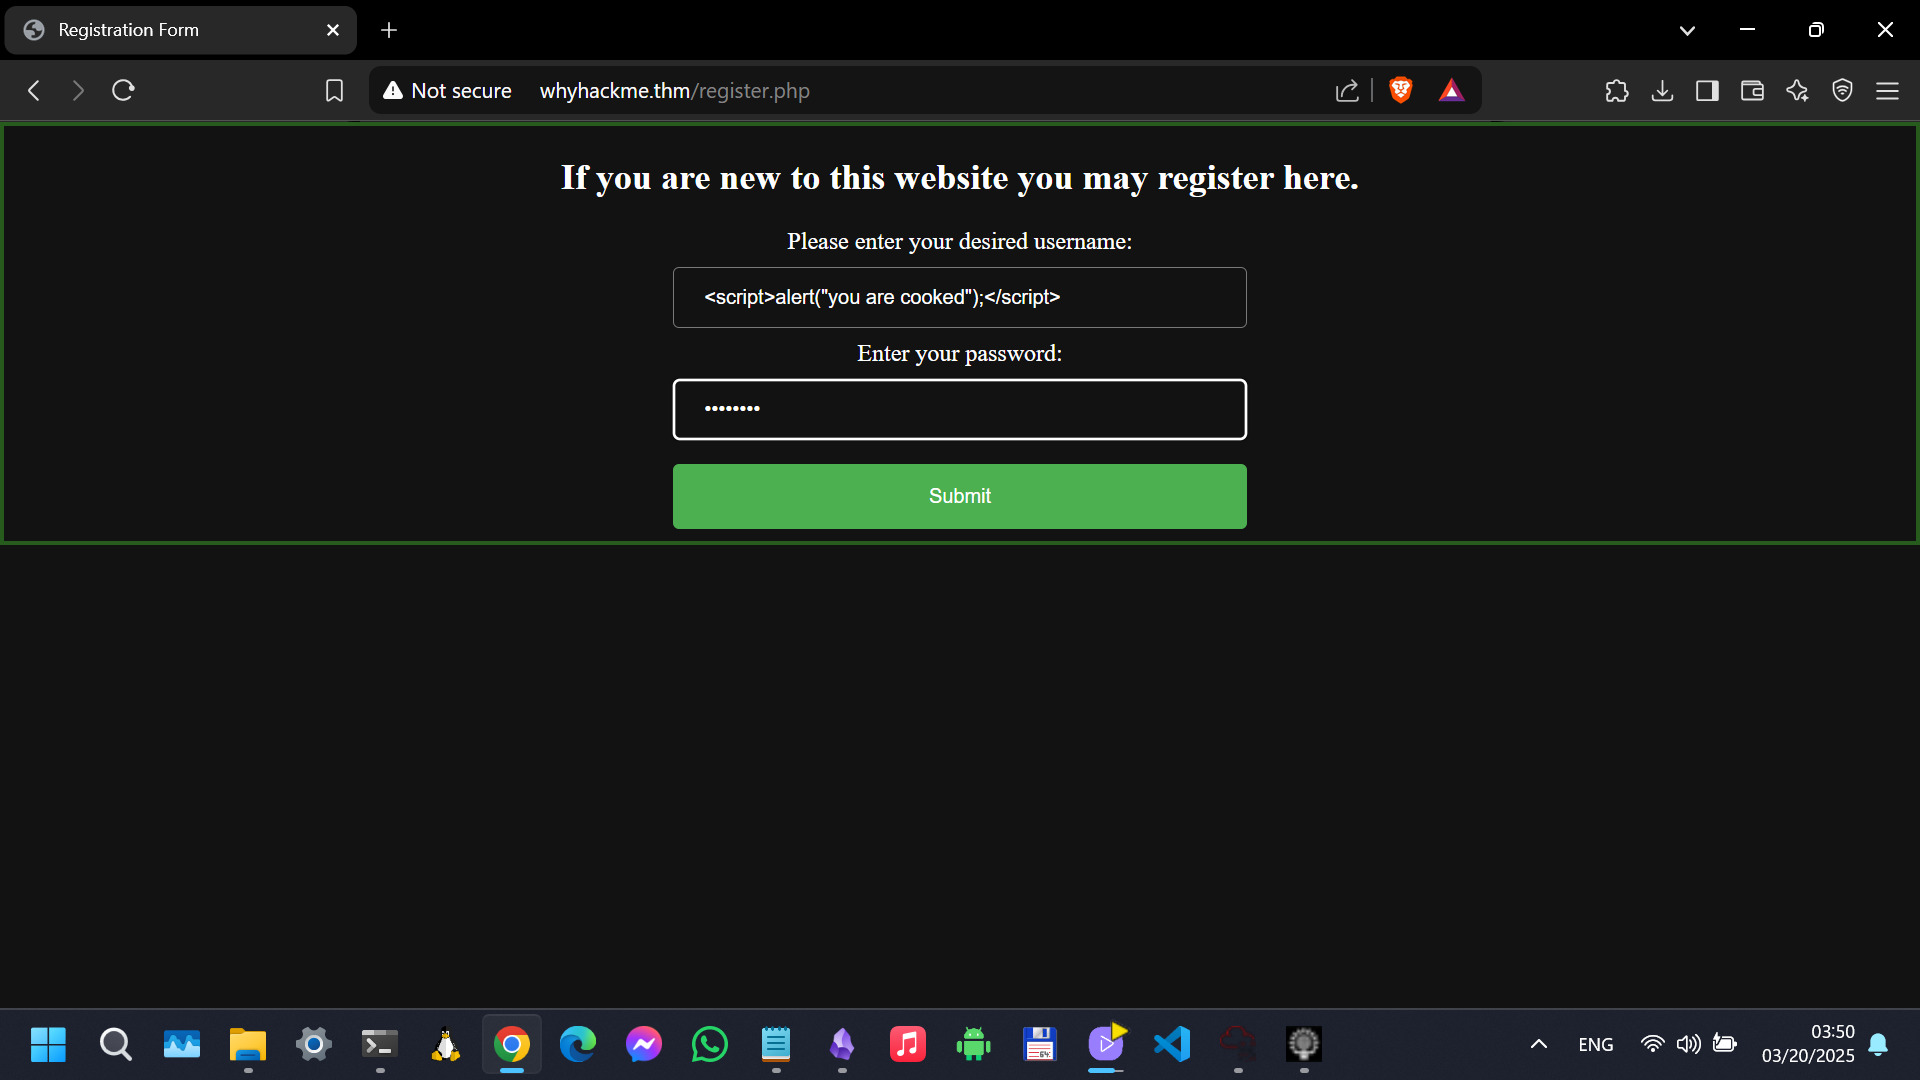 Registration Form
Not secure whyhackme.thm/register.php
If you are new to this website you may register here.
Please enter your desired username:
<script>alert("you are cooked");</script>
Enter your password:
••••••••
Submit
64
ENG
03:50
03/20/2025